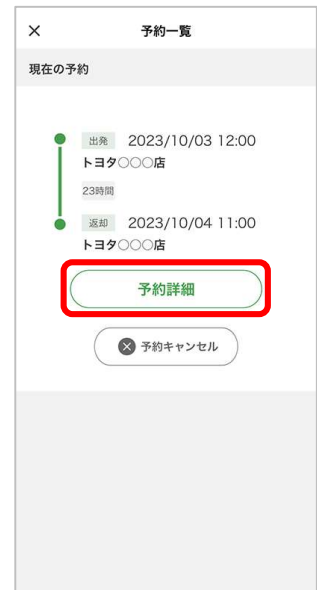 予約一覧
現在の予約
出発 2023/10/03 12:00
トヨタ○○○店
23時間
返却 2023/10/04 11:00
トヨタ○○○店
予約詳細
予約キャンセル